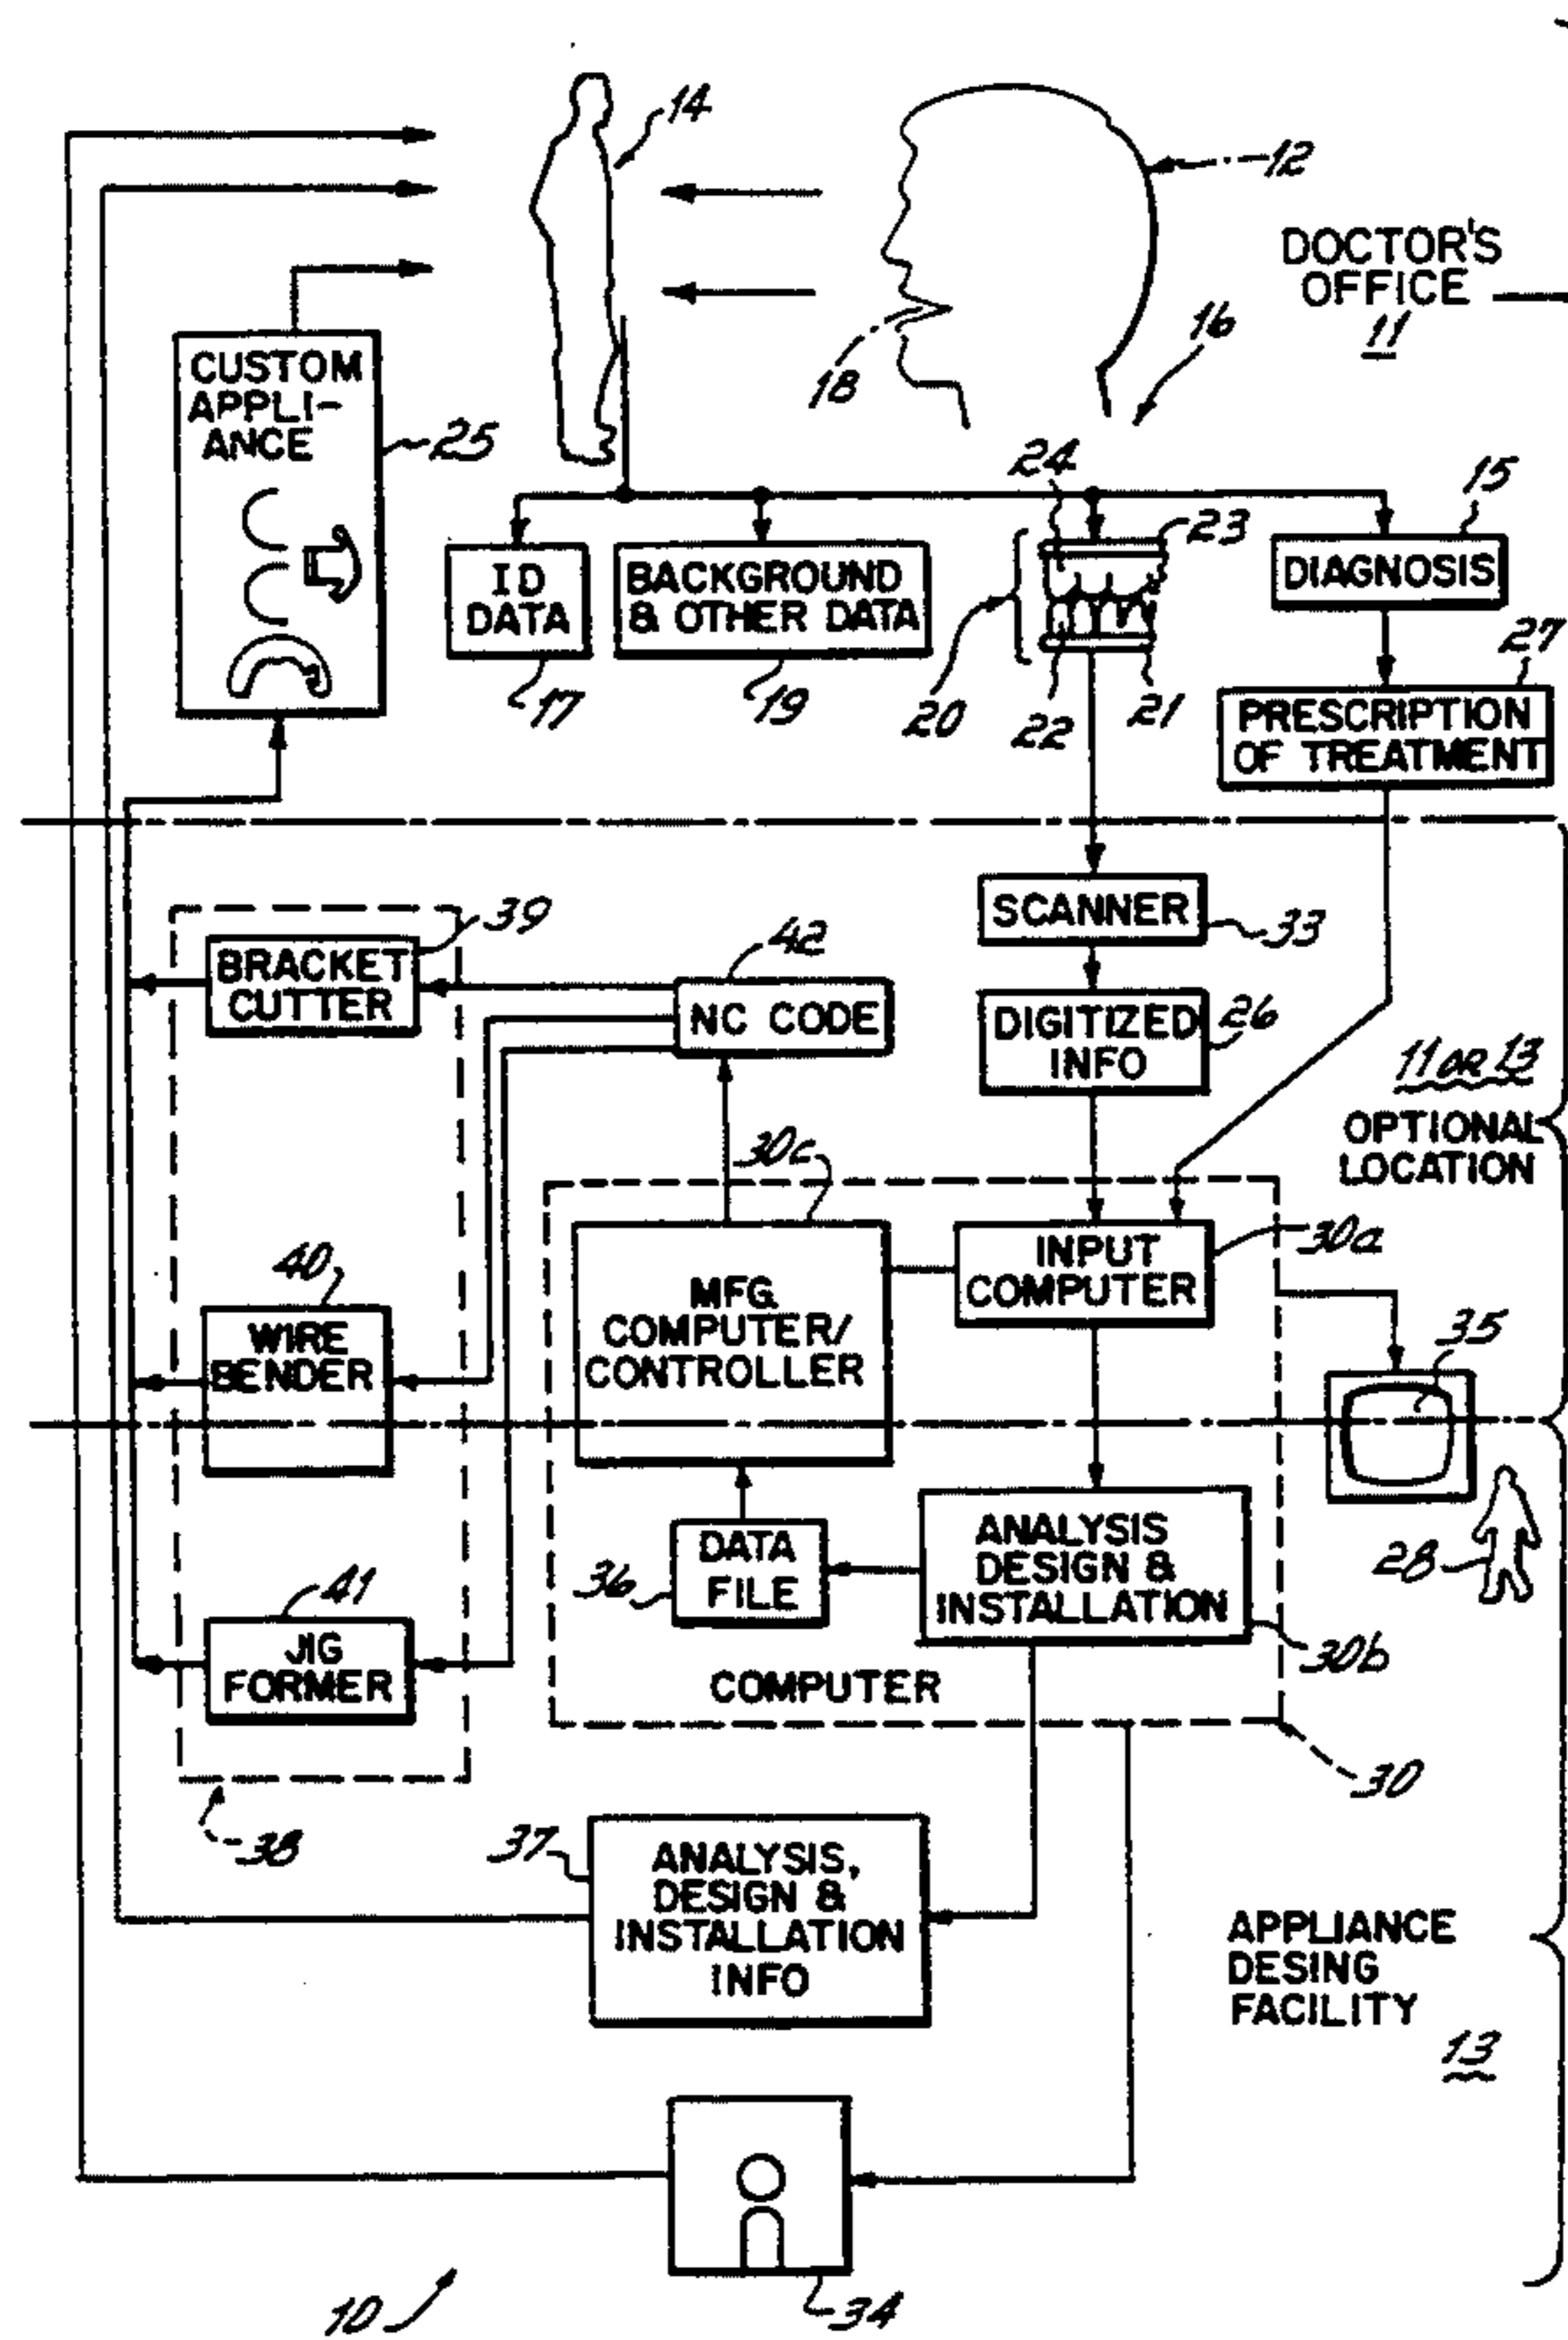 14
12
DOCTOR'S
OFFICE
11
16
18
CUSTOM
APPLI-
ANCE
25
24
23
15
ID
DATA
BACKGROUND
& OTHER DATA
DIAGNOSIS
20
22
21
27
17
19
PRESCRIPTION
OF TREATMENT
SCANNER
33
39
BRACKET
CUTTER
42
NC CODE
DIGITIZED
INFO
26
11 OR 13
OPTIONAL
LOCATION
30c
INPUT
COMPUTER
30a
40
MFG.
COMPUTER/
CONTROLLER
WIRE
BENDER
35
DATA
FILE
36
ANALYSIS
DESIGN &
INSTALLATION
28
41
JIG
FORMER
30b
COMPUTER
30
38
37
ANALYSIS,
DESIGN &
INSTALLATION
INFO
APPLIANCE
DESING
FACILITY
13
10
34